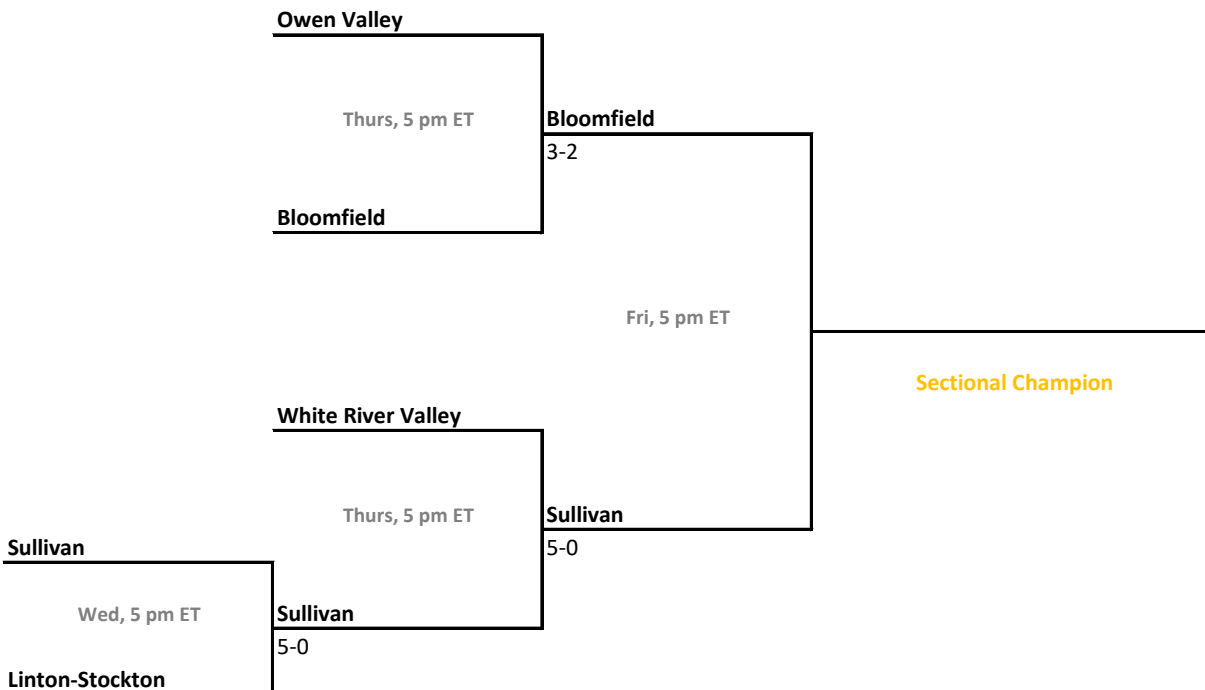 Owen Valley
Thurs, 5 pm ET
Bloomfield
3-2
Bloomfield
Fri, 5 pm ET
Sectional Champion
White River Valley
Thurs, 5 pm ET
Sullivan
5-0
Sullivan
Wed, 5 pm ET
Sullivan
5-0
Linton-Stockton